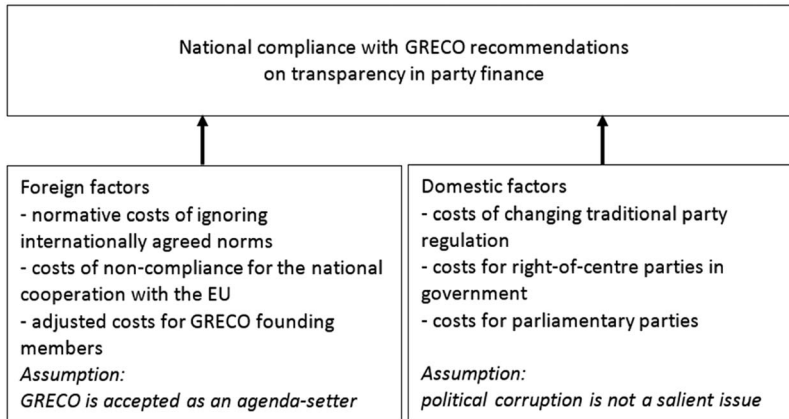 National compliance with GRECO recommendations
on transparency in party finance
Foreign factors
- normative costs of ignoring
internationally agreed norms
- costs of non-compliance for the national
cooperation with the EU
- adjusted costs for GRECO founding
members
Assumption:
GRECO is accepted as an agenda-setter
Domestic factors
- costs of changing traditional party
regulation
- costs for right-of-centre parties in
government
- costs for parliamentary parties
Assumption:
political corruption is not a salient issue